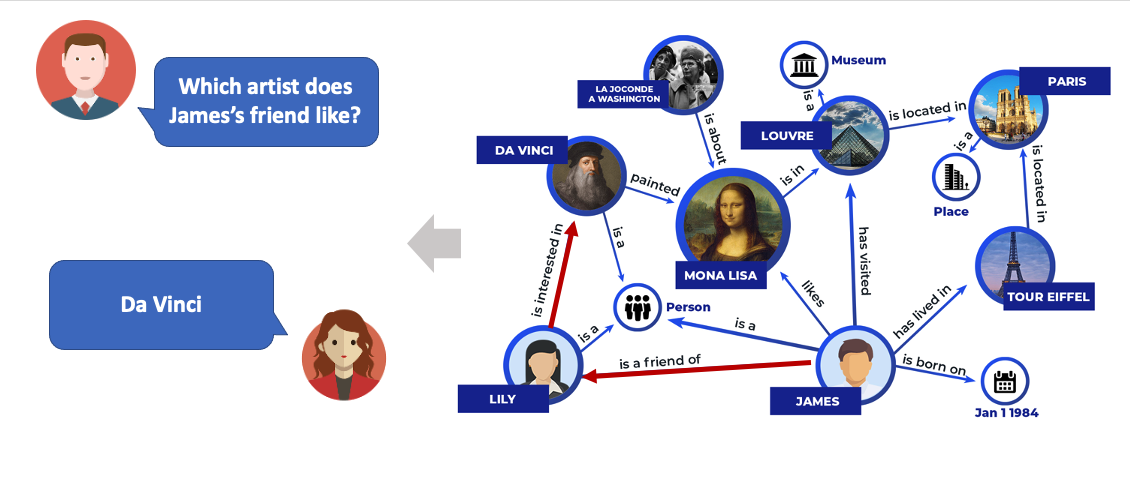 Which artist does
James's friend like?
Da Vinci
LA JOCONDE
A WASHINGTON
is about
Museum
is a
LOUVRE
is located in
PARIS
is a
Place
is located in
DA VINCI
painted
is in
is a
MONA LISA
TOUR EIFFEL
is interested in
Person
is a
is a
likes
has visited
has lived in
is a friend of
is born on
LILY
JAMES
Jan 1 1984